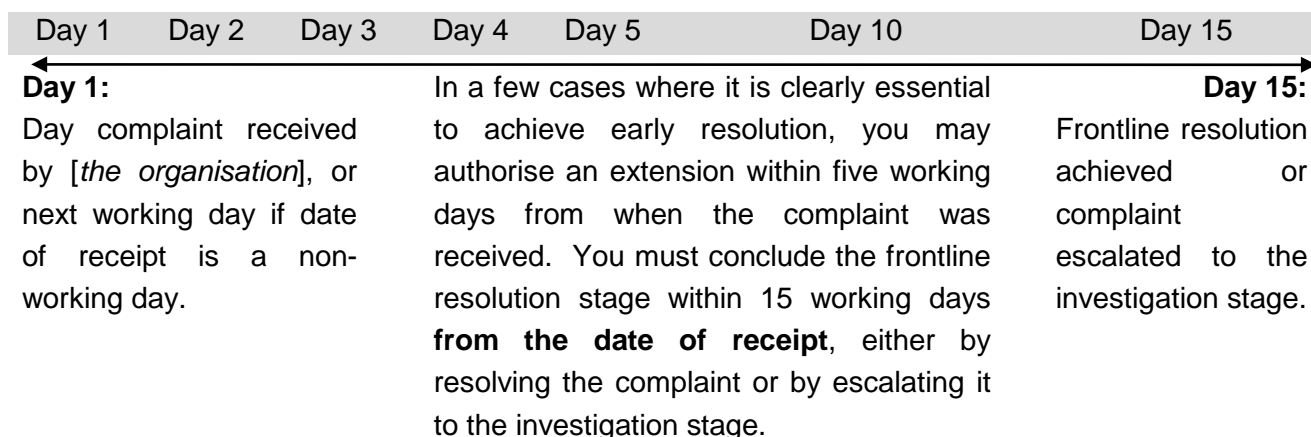 Day 1 Day 2 Day 3 Day 4 Day 5 Day 10 Day 15
Day 1:
Day complaint received
by [the organisation], or
next working day if date
of receipt is a non-
working day.
In a few cases where it is clearly essential
to achieve early resolution, you may
authorise an extension within five working
days from when the complaint was
received. You must conclude the frontline
resolution stage within 15 working days
from the date of receipt, either by
resolving the complaint or by escalating it
to the investigation stage.
Day 15:
Frontline resolution
achieved or
complaint
escalated to the
investigation stage.